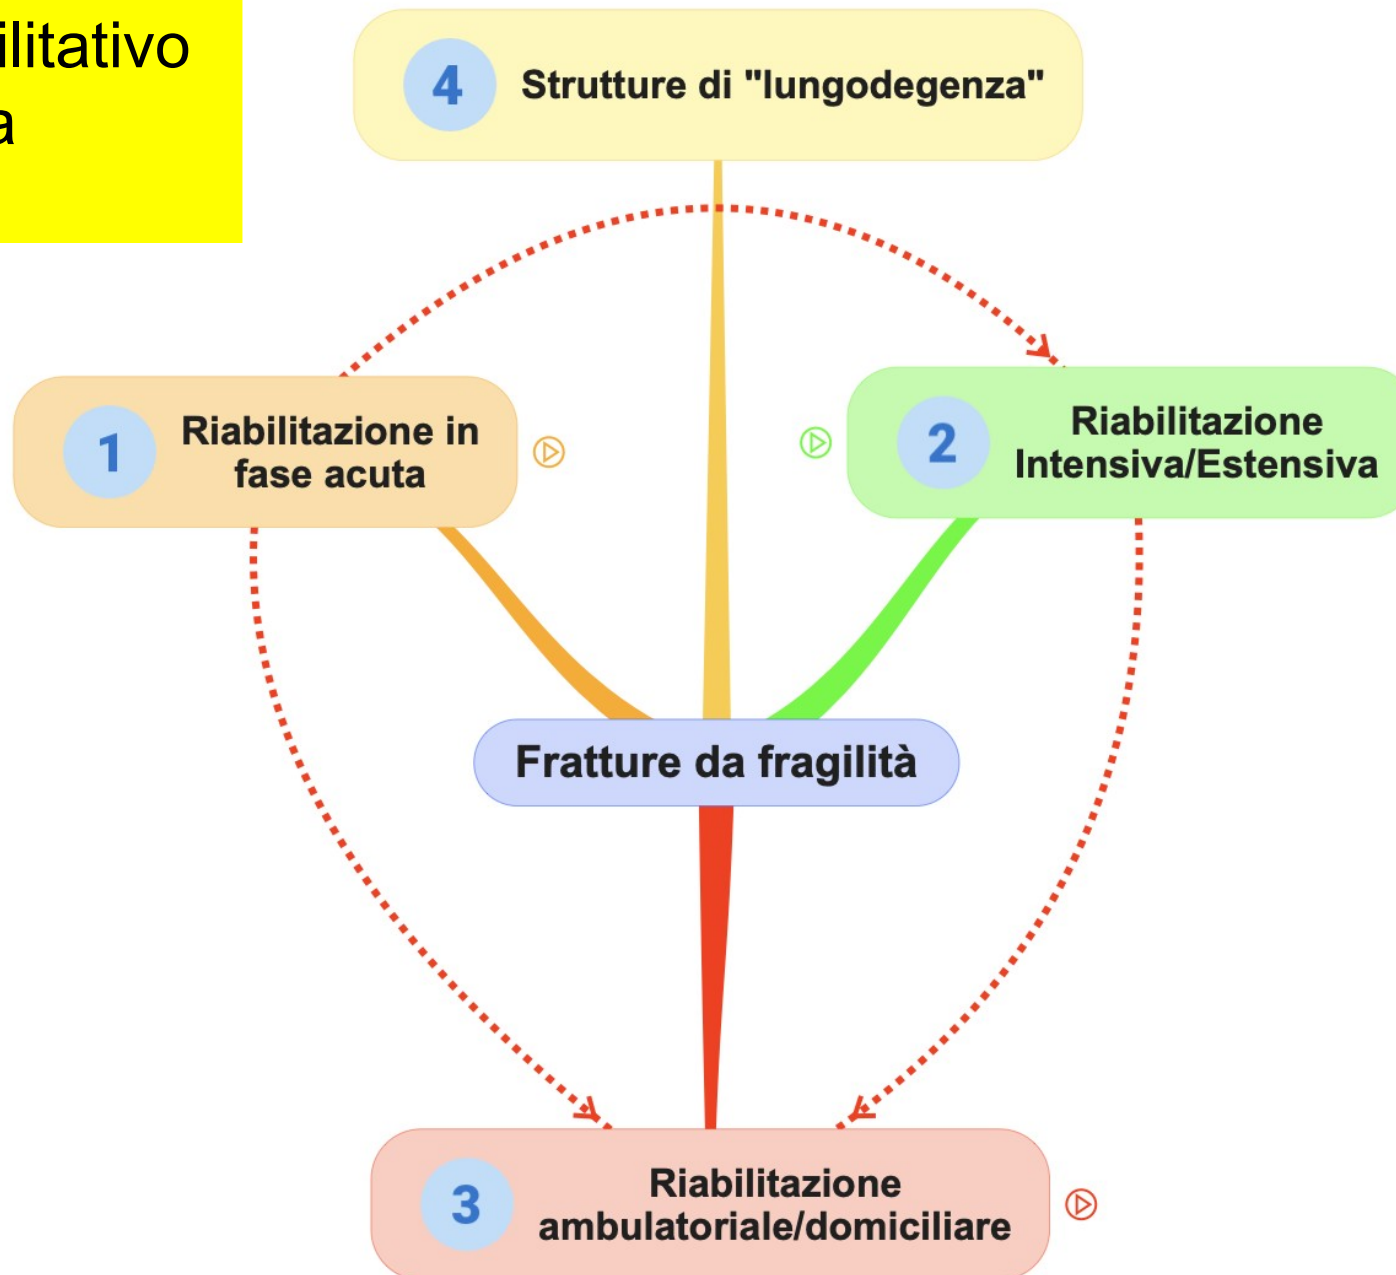 ilitativo
a
4
Strutture di "lungodegenza"
1
Riabilitazione in
fase acuta
2
Riabilitazione
Intensiva/Estensiva
Fratture da fragilità
3
Riabilitazione
ambulatoriale/domiciliare